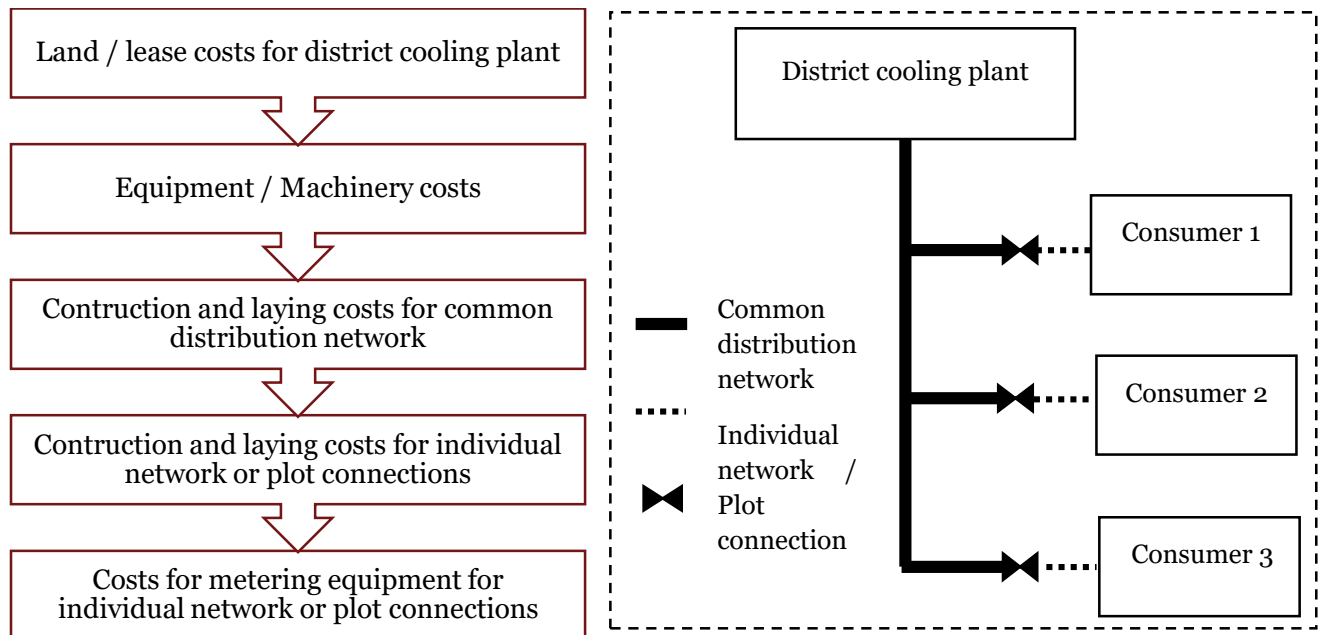 Land / lease costs for district cooling plant
Equipment / Machinery costs
Contruction and laying costs for common
distribution network
Contruction and laying costs for individual
network or plot connections
Costs for metering equipment for
individual network or plot connections
District cooling plant
Consumer 1
Consumer 2
Consumer 3
Common
distribution
network
Individual
network /
Plot
connection